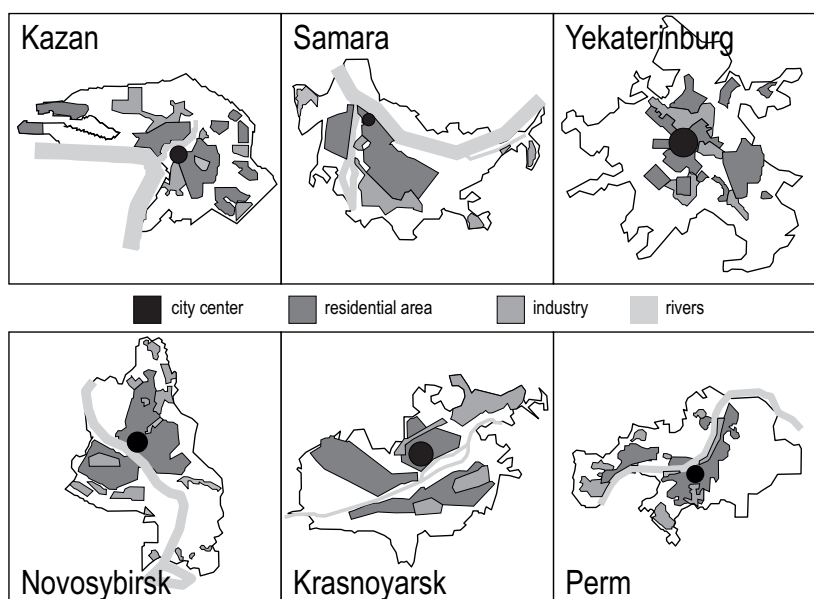 Kazan
Samara
Yekaterinburg
city center
residential area
industry
rivers
Novosybirsk
Krasnoyarsk
Perm